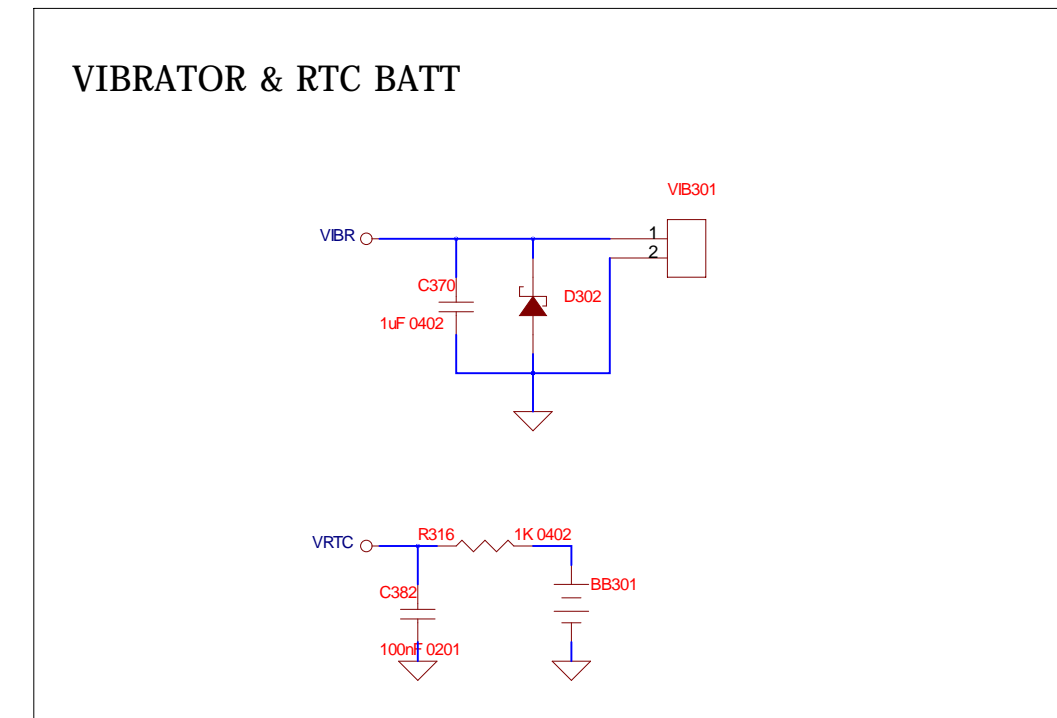 VIBRATOR & RTC BATT
VIB301
VIBR
1
2
C370
D302
1uF 0402
VRTC
R316
1K 0402
C382
BB301
100nF 0201